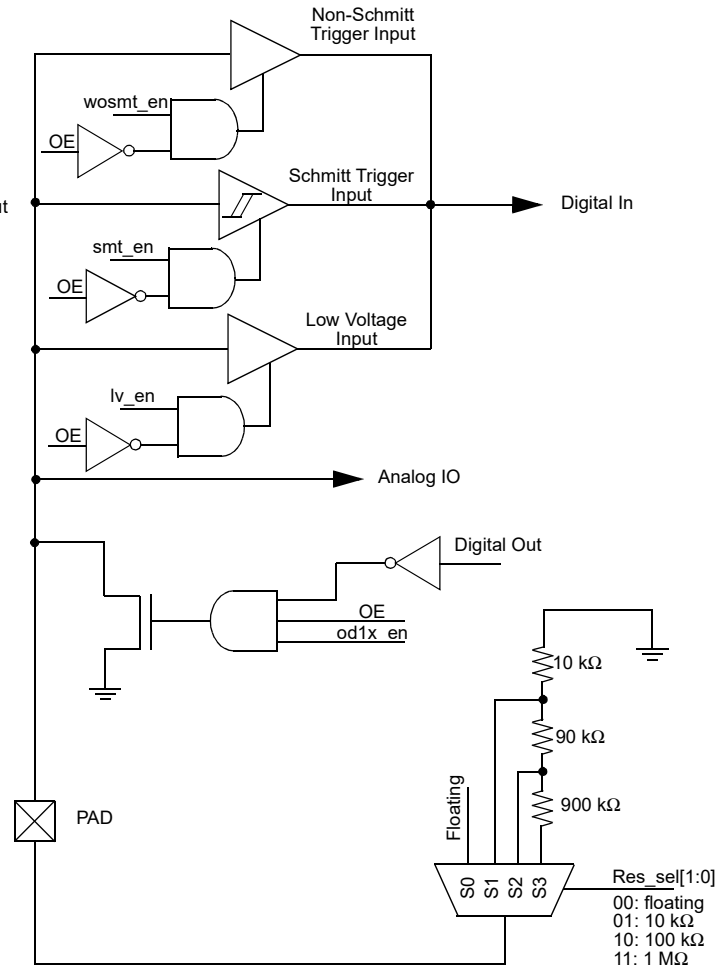 Non-Schmitt
Trigger Input
wosmt_en
OE
Schmitt Trigger
Input
Digital In
smt_en
OE
Low Voltage
Input
lv_en
OE
Analog IO
Digital Out
OE
od1x_en
10 kΩ
90 kΩ
900 kΩ
Floating
PAD
S0
S1
S2
S3
Res_sel[1:0]
00: floating
01: 10 kΩ
10: 100 kΩ
11: 1 MΩ